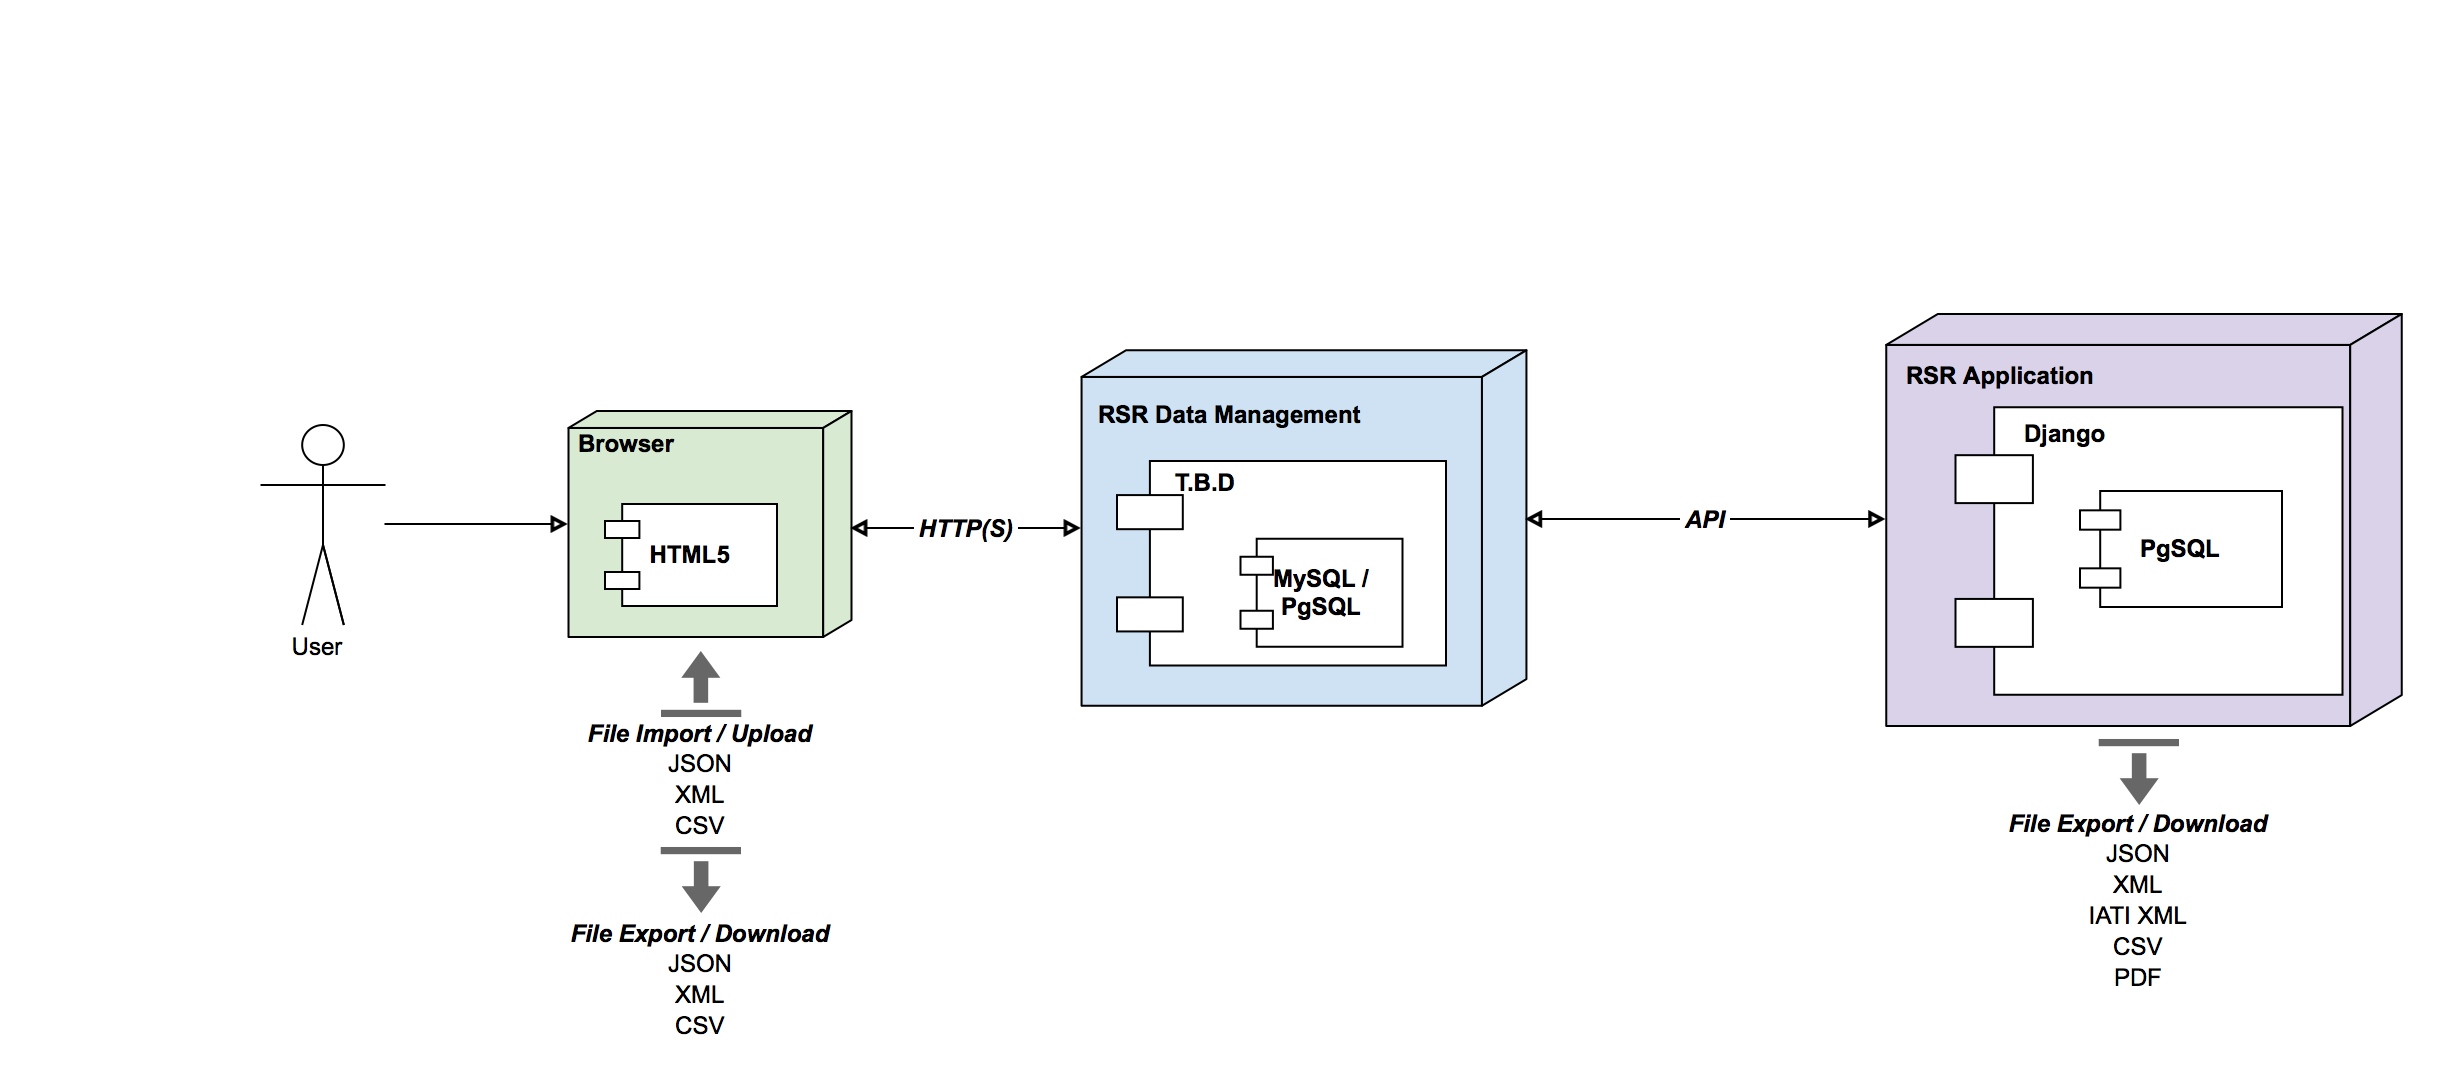 User
Browser
HTML5
File Import / Upload
JSON
XML
CSV
File Export / Download
JSON
XML
CSV
HTTP(S)
RSR Data Management
T.B.D
MySQL /
PgSQL
API
RSR Application
Django
PgSQL
File Export / Download
JSON
XML
IATI XML
CSV
PDF